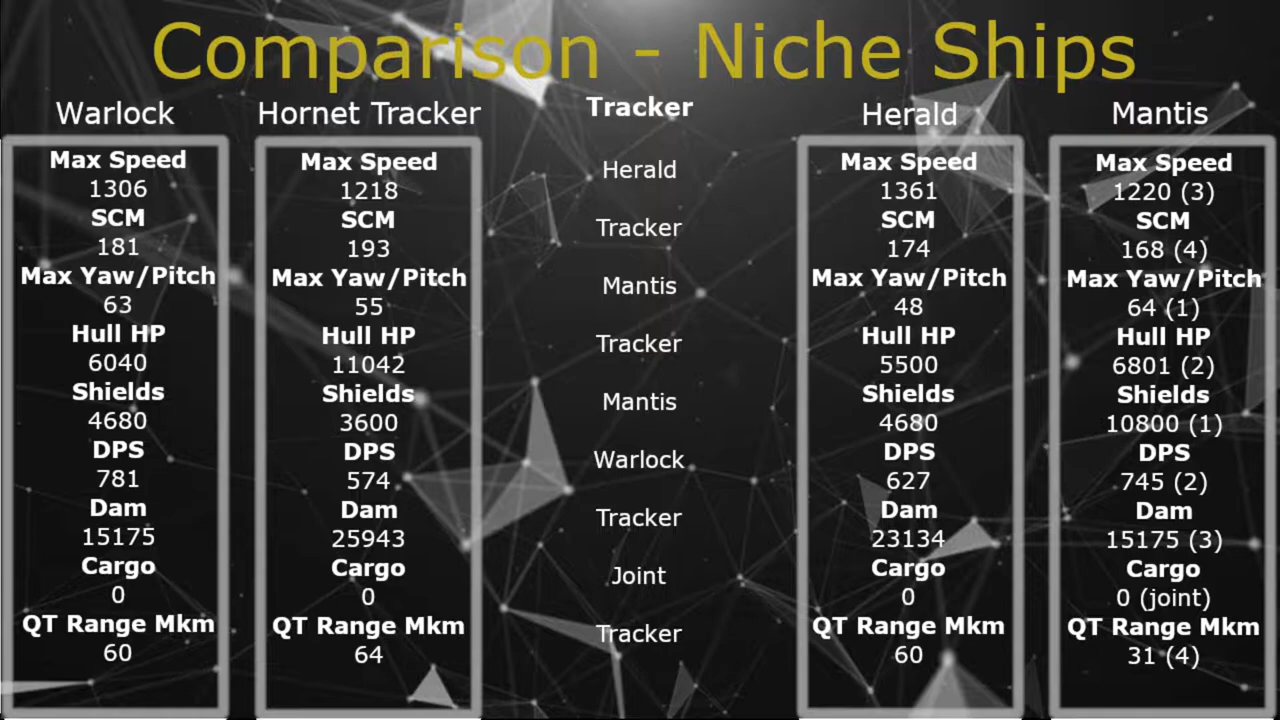 Comparison - Niche Ships
Warlock
Max Speed
1306
SCM
181
Max Yaw/Pitch
63
Hull HP
6040
Shields
4680
DPS
781
Dam
15175
Cargo
0
QT Range Mkm
60
Hornet Tracker
Max Speed
1218
SCM
193
Max Yaw/Pitch
55
Hull HP
11042
Shields
3600
DPS
574
Dam
25943
Cargo
0
QT Range Mkm
64
Tracker
Herald
Tracker
Mantis
Tracker
Mantis
Warlock
Tracker
Joint
Tracker
Herald
Max Speed
1361
SCM
174
Max Yaw/Pitch
48
Hull HP
5500
Shields
4680
DPS
627
Dam
23134
Cargo
0
QT Range Mkm
60
Mantis
Max Speed
1220 (3)
SCM
168 (4)
Max Yaw/Pitch
64 (1)
Hull HP
6801 (2)
Shields
10800 (1)
DPS
745 (2)
Dam
15175 (3)
Cargo
0 (joint)
QT Range Mkm
31 (4)